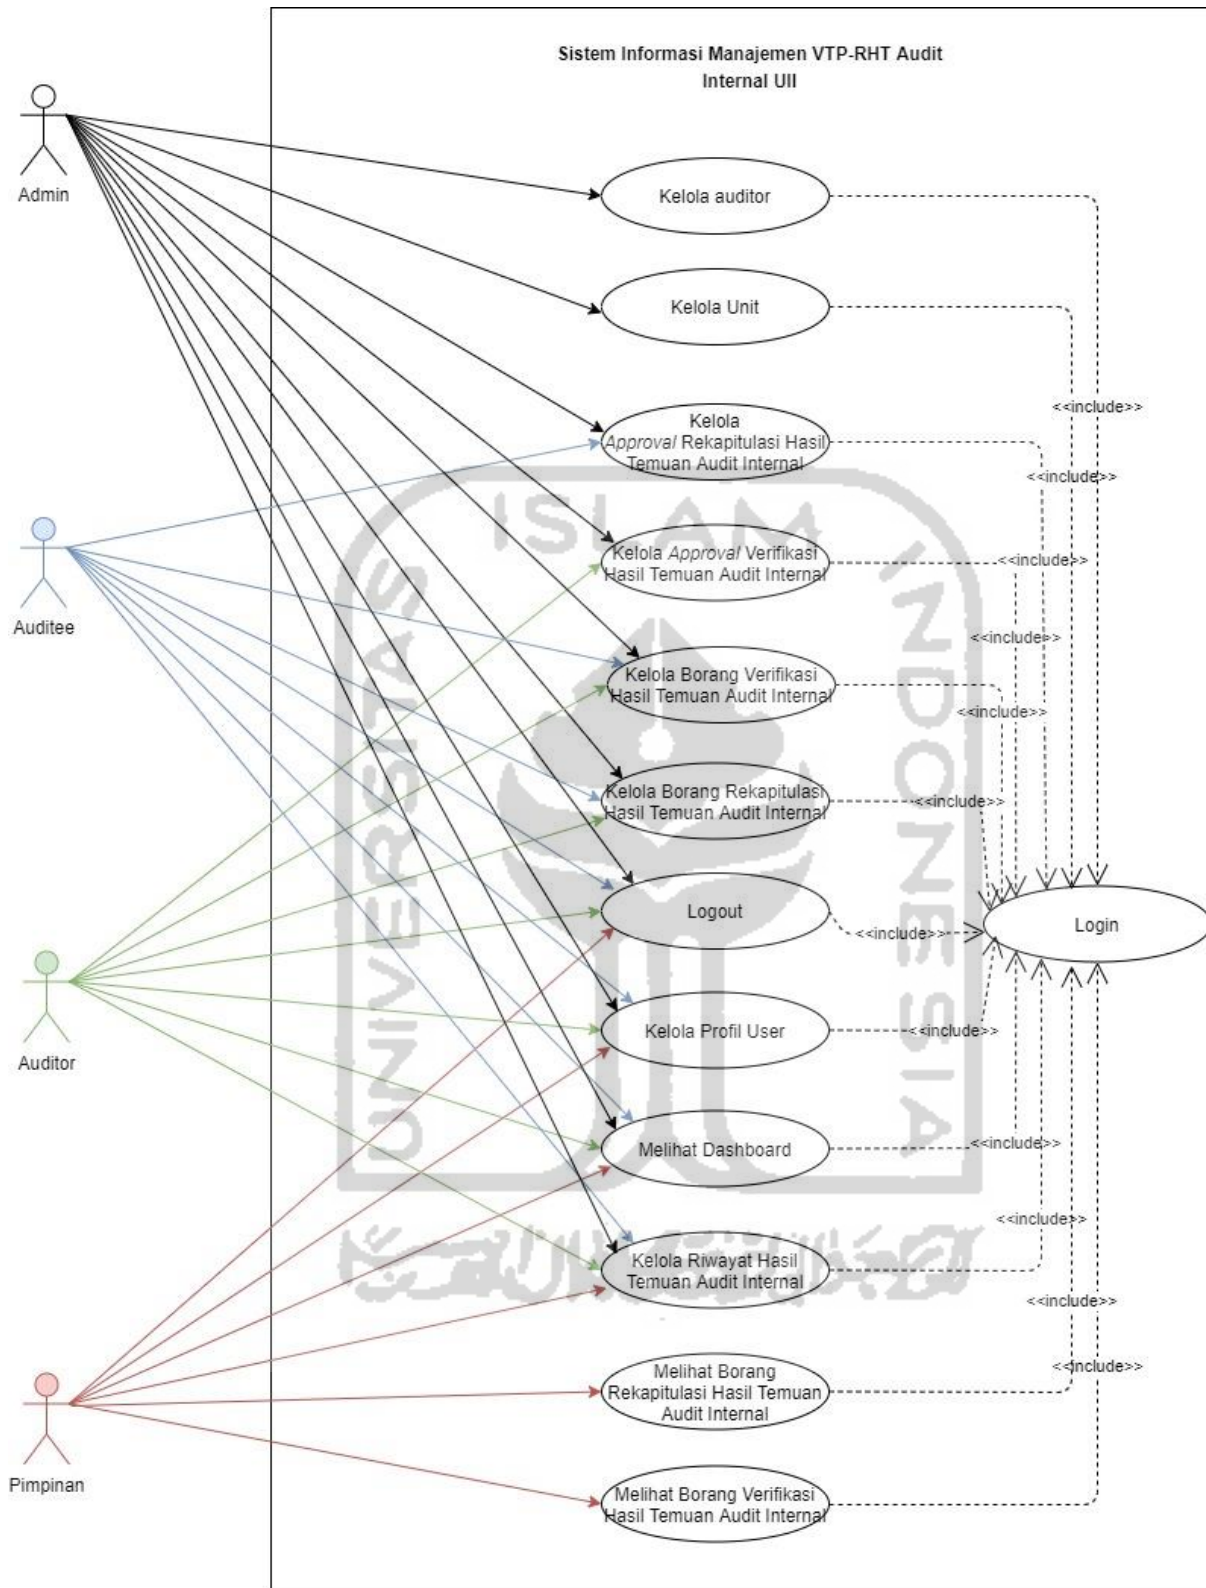 Sistem Informasi Manajemen VTP-RHT Audit
Internal UII
Admin
Kelola auditor
Kelola Unit
<<include>>
Kelola
Approval Rekapitulasi Hasil
Temuan Audit Internal
<<include>>
ISLAM
Auditee
Kelola Approval Verifikasi
Hasil Temuan Audit Internal
<<include>>
UNIVERSITAS
INDONESIA
<<include>>
Kelola Borang Verifikasi
Hasil Temuan Audit Internal
<<include>>
Kelola Borang Rekapitulasi
Hasil Temuan Audit Internal
<<include>>
Logout
<<include>>
Login
Auditor
Kelola Profil User
<<include>>
Melihat Dashboard
<<include>>
<<include>>
Kelola Riwayat Hasil
Temuan Audit Internal
<<include>>
Melihat Borang
Rekapitulasi Hasil Temuan
Audit Internal
<<include>>
Pimpinan
Melihat Borang Verifikasi
Hasil Temuan Audit Internal